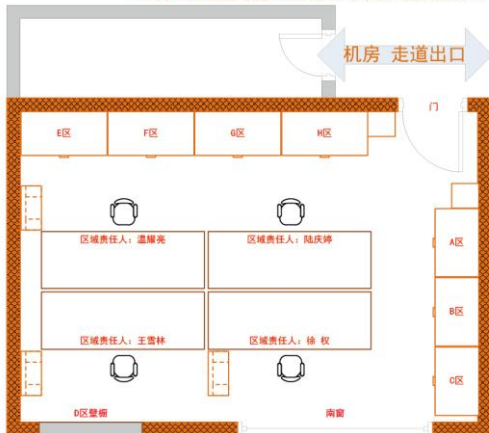 机房 走道出口
门
E区
F区
G区
H区
区域责任人：温耀亮
区域责任人：陆庆婷
A区
B区
区域责任人：王雪林
区域责任人：徐 权
C区
D区壁橱
南窗